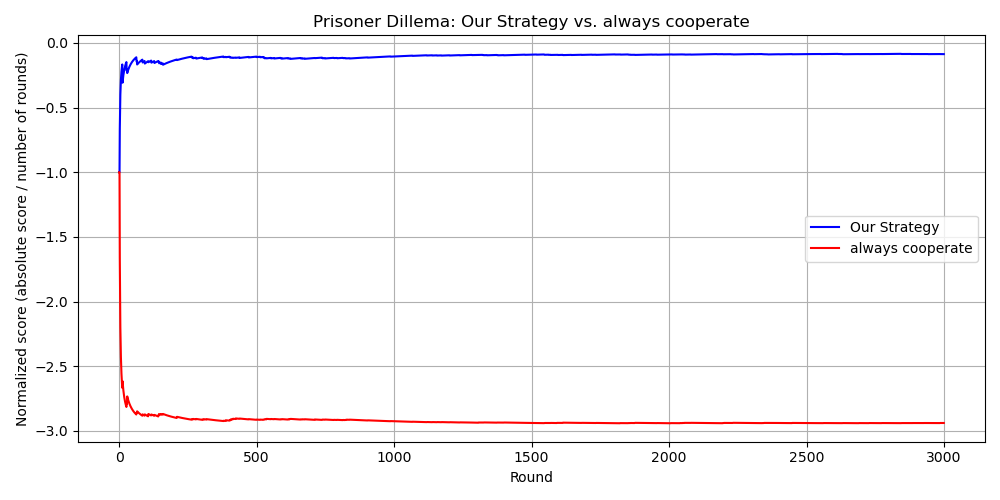 Prisoner Dillema: Our Strategy vs. always cooperate
Normalized score (absolute score / number of rounds)
0.0
−0.5
−1.0
−1.5
−2.0
−2.5
−3.0
Our Strategy
always cooperate
0
500
1000
1500
2000
2500
3000
Round